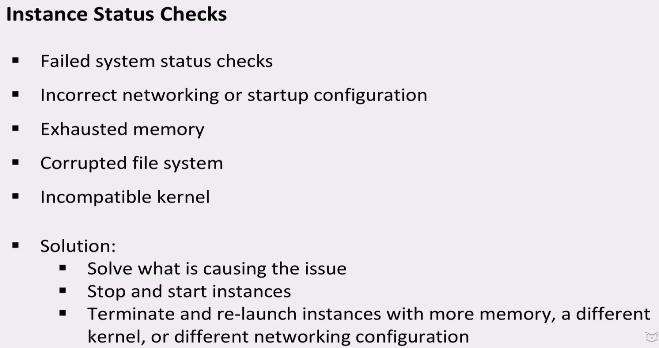 Instance Status Checks
▪ Failed system status checks
▪ Incorrect networking or startup configuration
▪ Exhausted memory
▪ Corrupted file system
▪ Incompatible kernel
▪ Solution:
▪ Solve what is causing the issue
▪ Stop and start instances
▪ Terminate and re-launch instances with more memory, a different
kernel, or different networking configuration